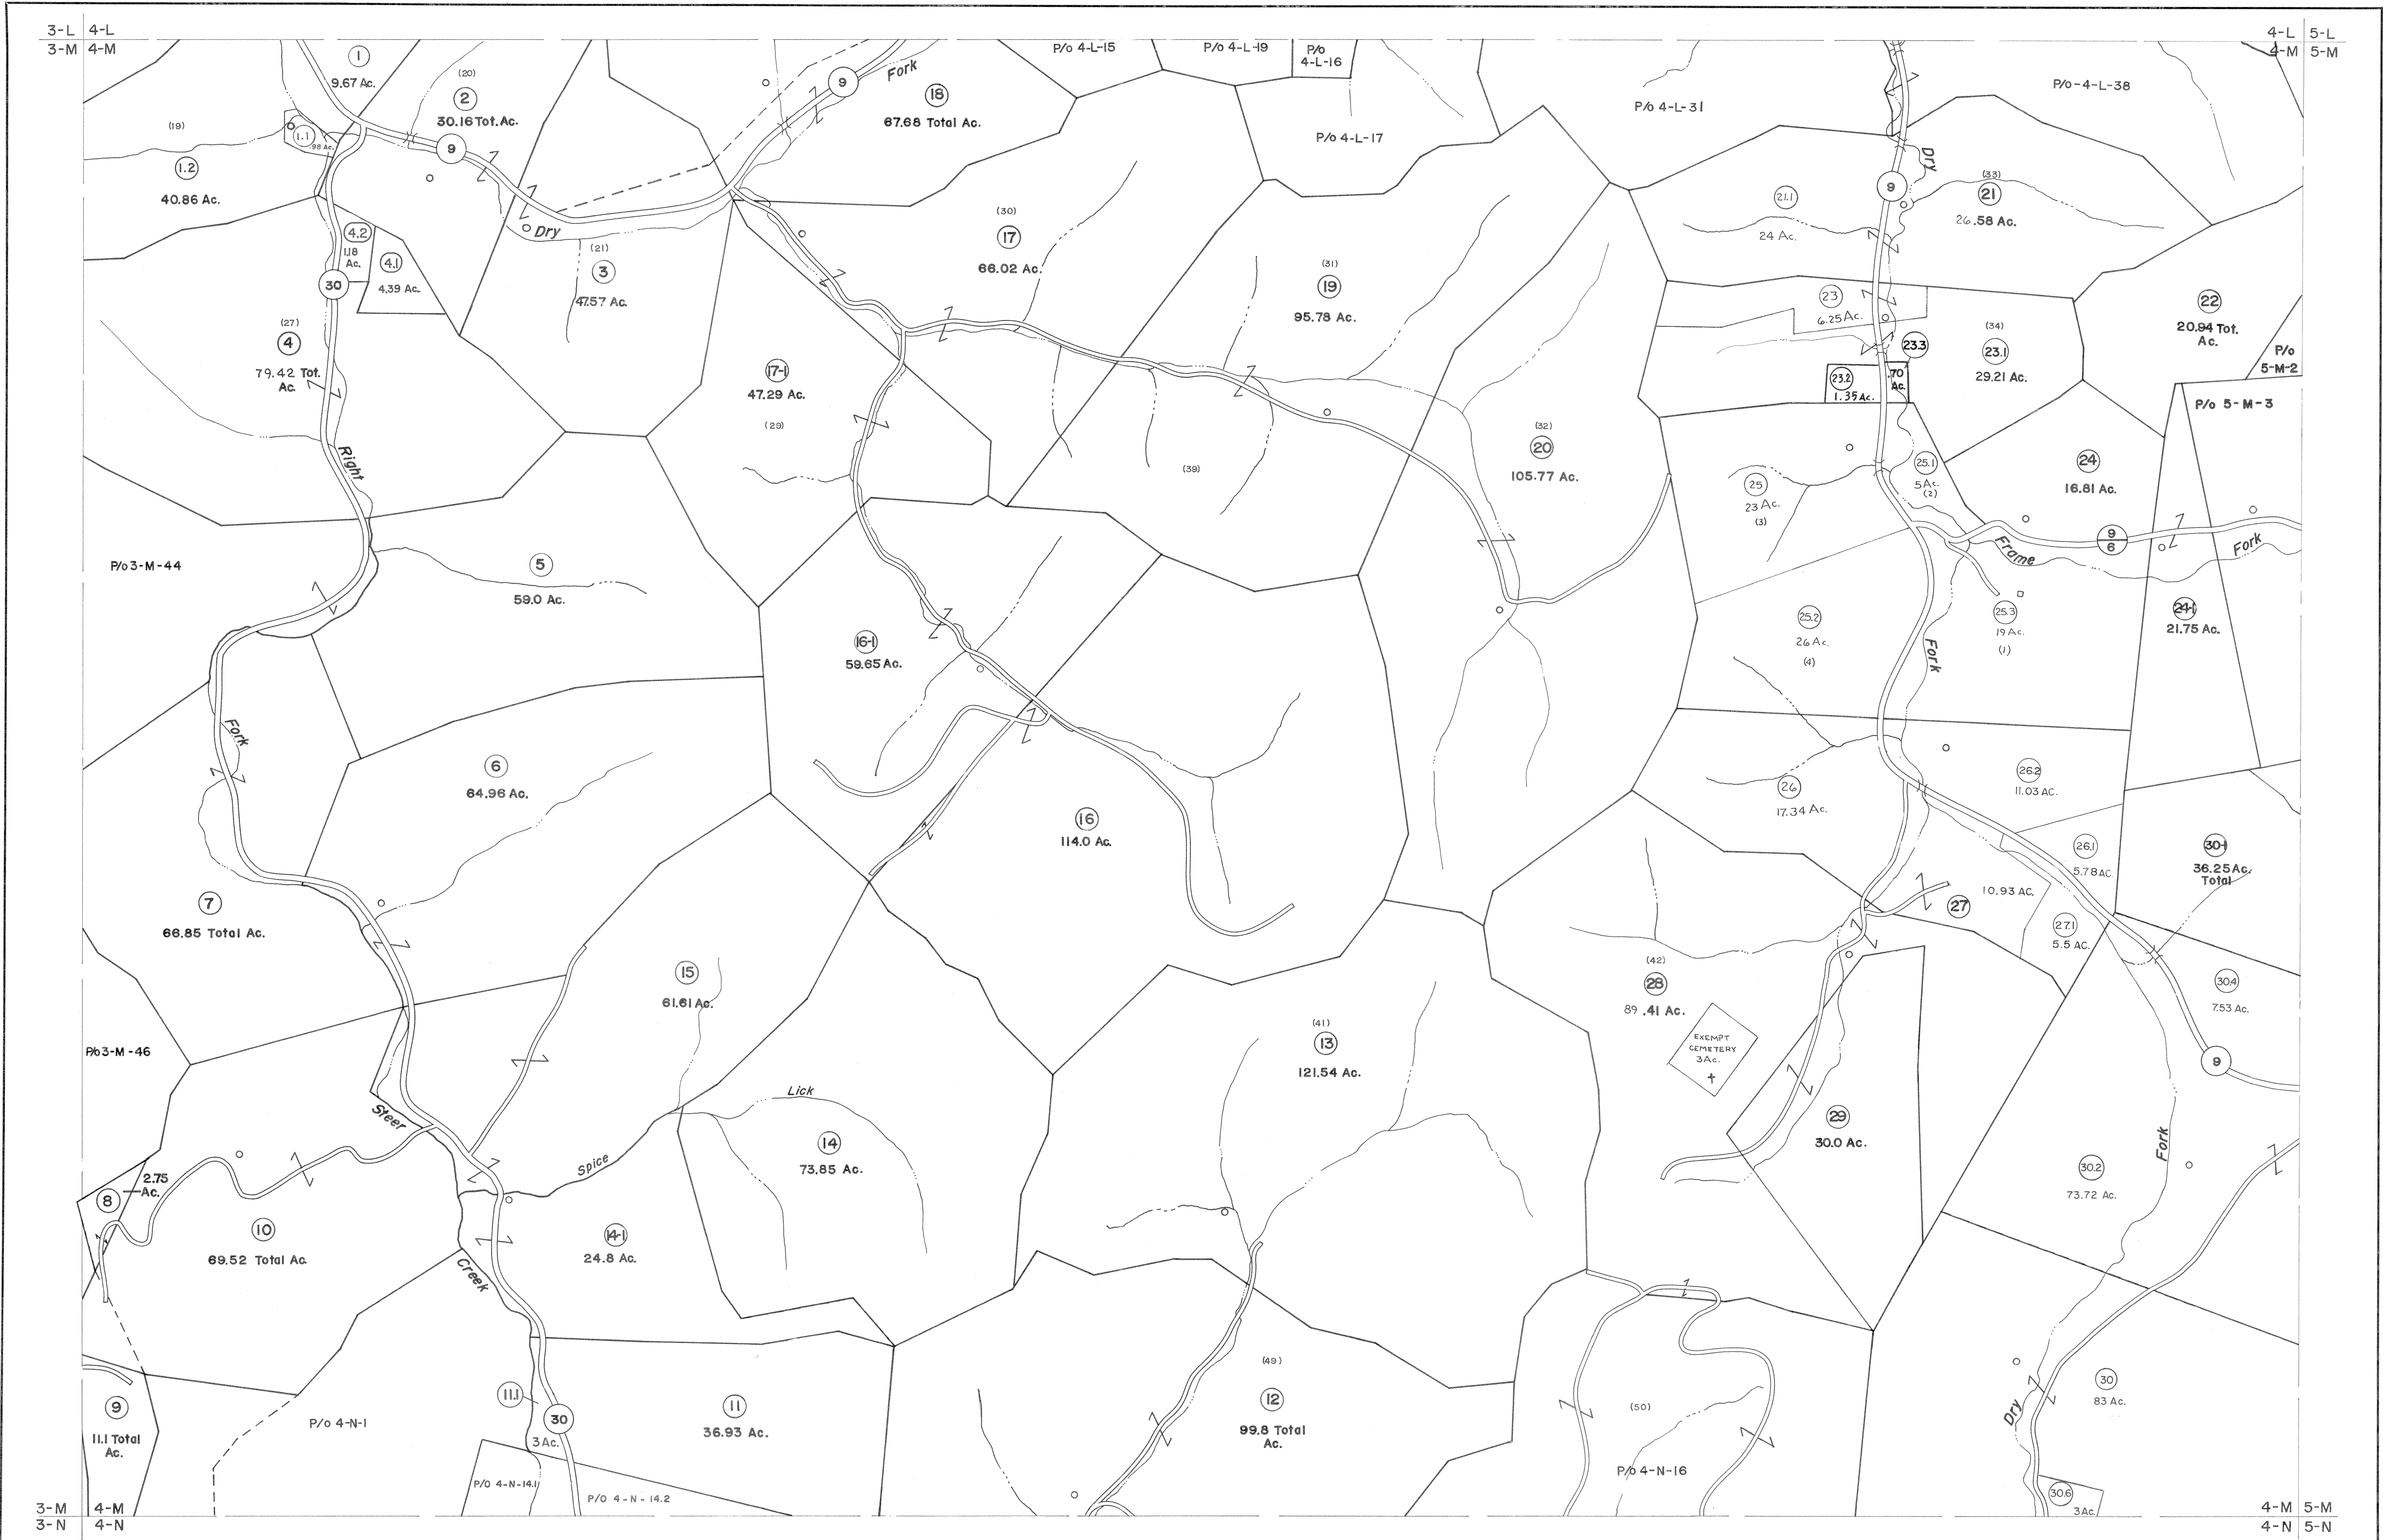 3-L 4-L
3-M 4-M
4-L 5-L
4-M 5-M
1
9.67 Ac.
(20)
2
30.16 Tot. Ac.
9
Fork
18
67.68 Total Ac.
P/o 4-L-15
P/o 4-L-19
P/o
4-L-16
P/o 4-L-17
P/o 4-L-31
P/o-4-L-38
(19)
1.1
.98 Ac.
1.2
40.86 Ac.
9
Dry
9
Dry
(33)
21
26.58 Ac.
21.1
24 Ac.
4.2
1.18
Ac.
4.1
4.39 Ac.
30
(21)
3
47.57 Ac.
(30)
17
66.02 Ac.
(31)
19
95.78 Ac.
23
6.25 Ac.
(34)
23.1
29.21 Ac.
23.3
.70
Ac.
23.2
1.35 Ac.
22
20.94 Tot.
Ac.
P/o
5-M-2
P/o 5-M-3
(27)
4
79.42 Tot.
Ac.
17-1
47.29 Ac.
(29)
(39)
(32)
20
105.77 Ac.
Right
25
23 Ac.
(3)
25.1
5 Ac.
(2)
24
16.81 Ac.
9
6
Frame
Fork
P/o 3-M-44
5
59.0 Ac.
16-1
59.65 Ac.
25.2
26 Ac.
(4)
25.3
19 Ac.
(1)
24-1
21.75 Ac.
Fork
Fork
6
64.96 Ac.
16
114.0 Ac.
26
17.34 Ac.
26.2
11.03 AC.
26.1
5.78 AC.
30-1
36.25 Ac.
Total
7
66.85 Total Ac.
10.93 AC.
27
27.1
5.5 AC.
15
61.61 Ac.
(42)
28
89.41 Ac.
30.4
7.53 Ac.
EXEMPT
CEMETERY
3 Ac.
P/o 3-M-46
(41)
13
121.54 Ac.
9
Steer
Lick
14
73.85 Ac.
Spice
29
30.0 Ac.
Fork
30.2
73.72 Ac.
8
2.75
Ac.
10
69.52 Total Ac.
14-1
24.8 Ac.
Creek
(49)
12
99.8 Total
Ac.
30
83 Ac.
9
11.1 Total
Ac.
P/o 4-N-1
11.1
30
3 Ac.
11
36.93 Ac.
(50)
P/o 4-N-16
Dry
P/O 4-N-14.1
P/O 4-N-14.2
30.6
3 Ac.
3-M 4-M
3-N 4-N
4-M 5-M
4-N 5-N